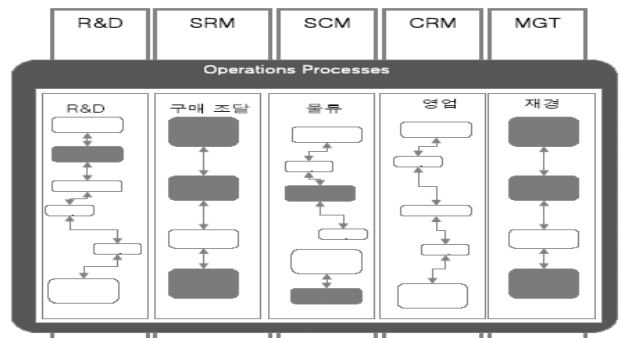 R&D
SRM
SCM
CRM
MGT
Operations Processes
R&D
구매 조달
물류
영업
재경